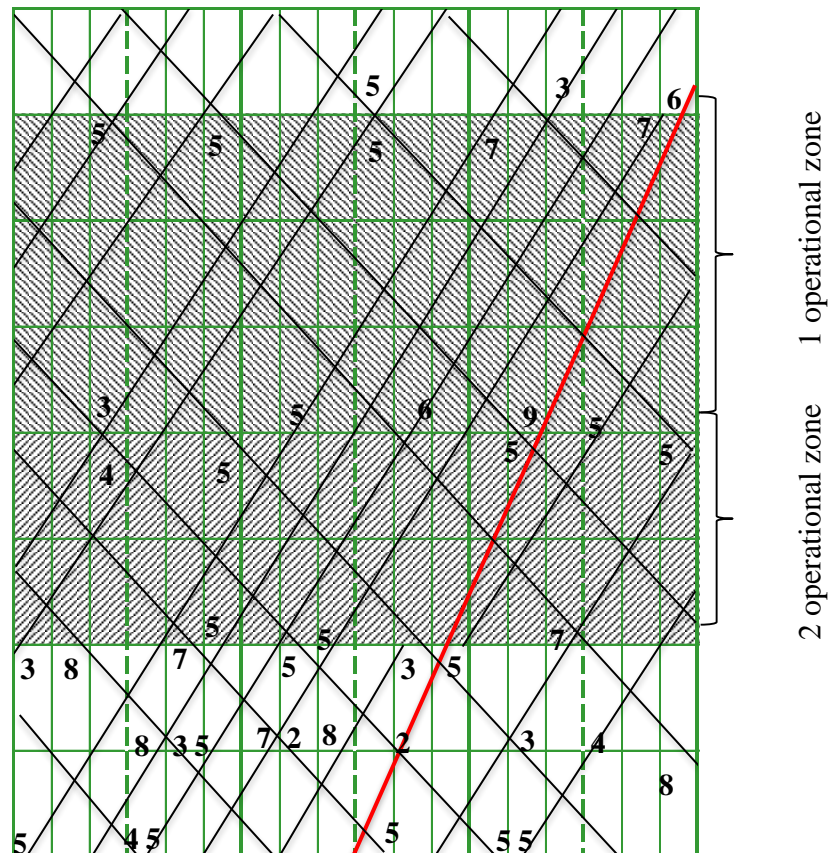 5 3 6
5 5 5 7 7
1 operational zone
3 5 6 9 5
4 5 5 5
2 operational zone
5 5 7
3 8 7 5 3 5
8 3 5 7 2 8 2 3 4
8
5 4 5 5 5 5